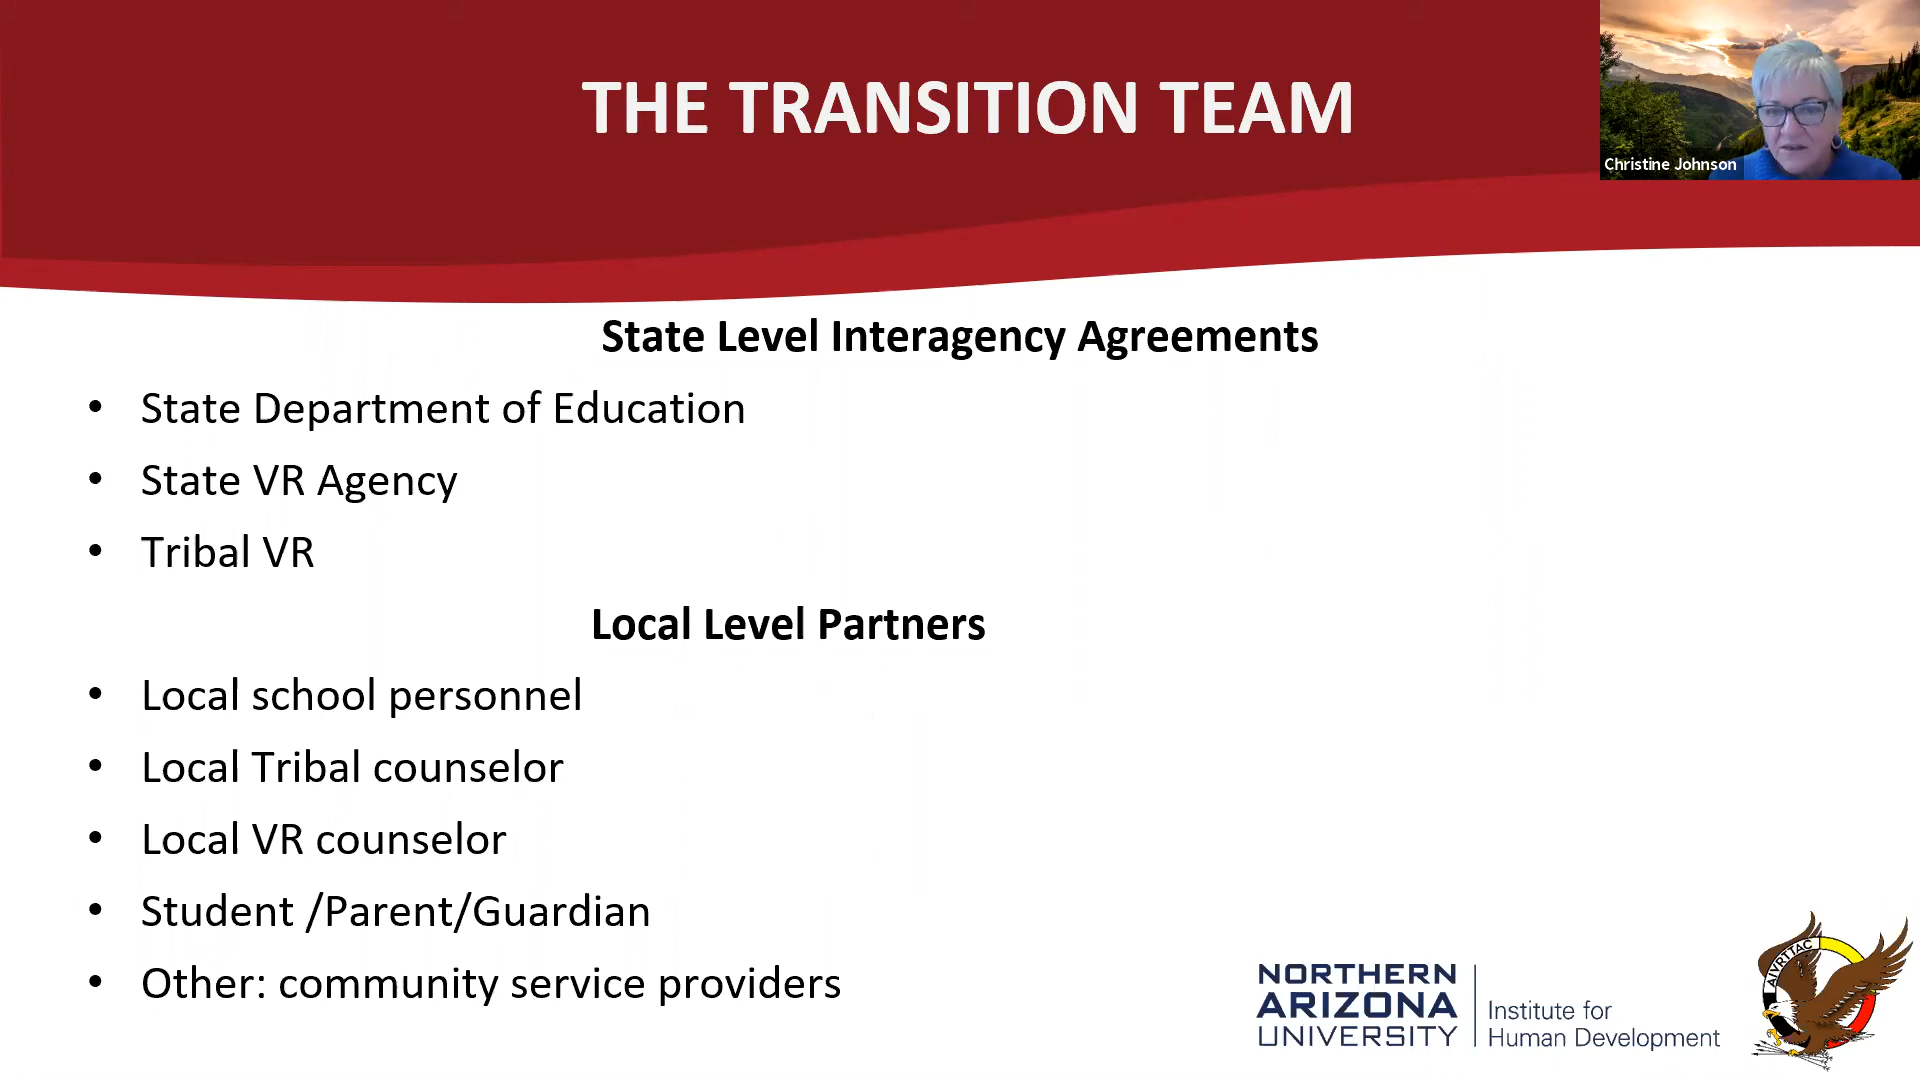 THE TRANSITION TEAM
Christine Johnson
State Level Interagency Agreements
• State Department of Education
• State VR Agency
• Tribal VR
Local Level Partners
• Local school personnel
• Local Tribal counselor
• Local VR counselor
• Student /Parent/Guardian
• Other: community service providers
NORTHERN
ARIZONA
UNIVERSITY
Institute for
Human Development
AIVRTTAC